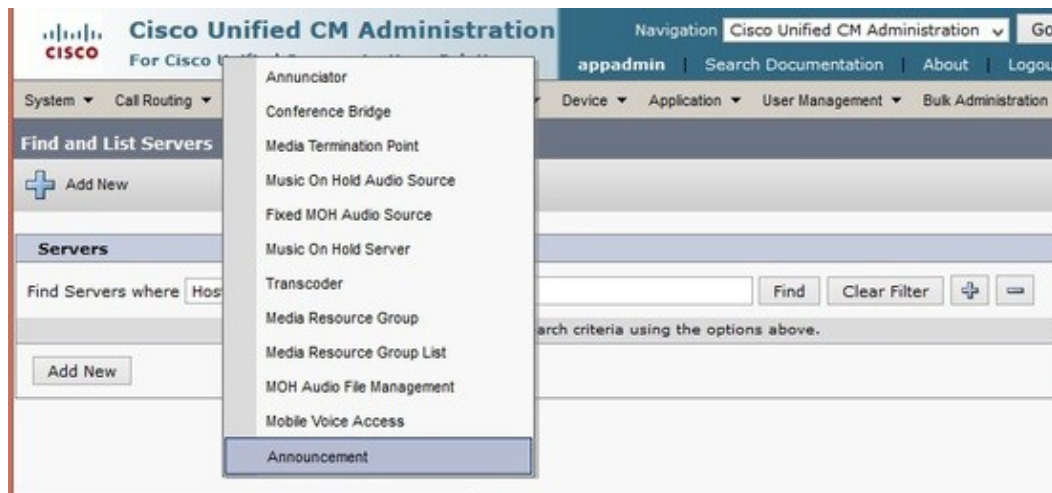 Cisco Unified CM Administration
CISCO
For Cisco
Navigation Cisco Unified CM Administration Go
appadmin | Search Documentation | About | Logou
System Call Routing Device Application User Management Bulk Administration
Find and List Servers
Add New
Servers
Find Servers where Hos Find Clear Filter
arch criteria using the options above.
Add New
Annunciator
Conference Bridge
Media Termination Point
Music On Hold Audio Source
Fixed MOH Audio Source
Music On Hold Server
Transcoder
Media Resource Group
Media Resource Group List
MOH Audio File Management
Mobile Voice Access
Announcement